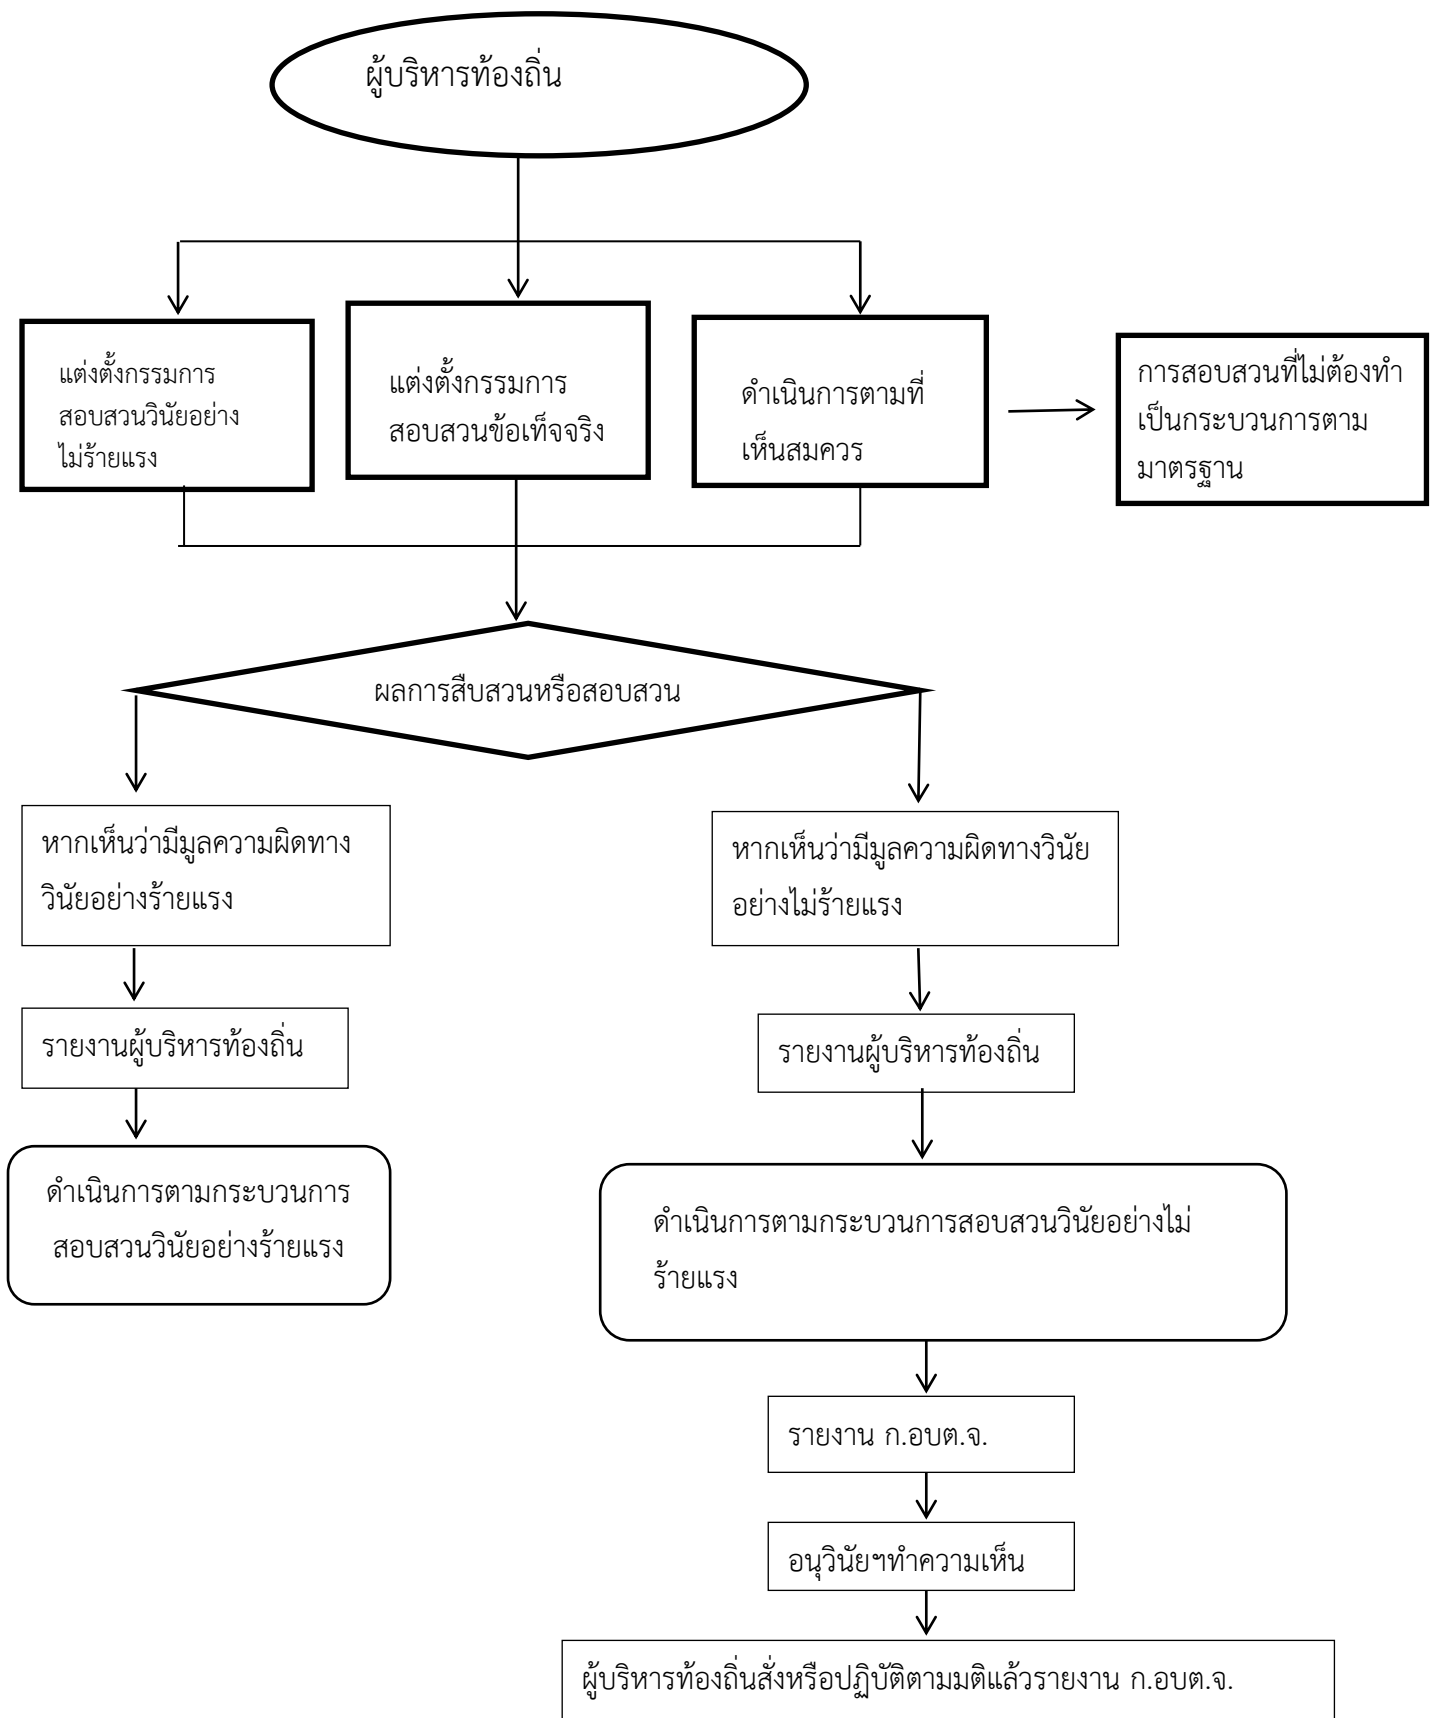 ผู้บริหารท้องถิ่น
แต่งตั้งกรรมการ
สอบสวนวินัยอย่าง
ไม่ร้ายแรง
แต่งตั้งกรรมการ
สอบสวนข้อเท็จจริง
ดำเนินการตามที่
เห็นสมควร
การสอบสวนที่ไม่ต้องทำ
เป็นกระบวนการตาม
มาตรฐาน
ผลการสืบสวนหรือสอบสวน
หากเห็นว่ามีมูลความผิดทาง
วินัยอย่างร้ายแรง
หากเห็นว่ามีมูลความผิดทางวินัย
อย่างไม่ร้ายแรง
รายงานผู้บริหารท้องถิ่น
รายงานผู้บริหารท้องถิ่น
ดำเนินการตามกระบวนการ
สอบสวนวินัยอย่างร้ายแรง
ดำเนินการตามกระบวนการสอบสวนวินัยอย่างไม่
ร้ายแรง
รายงาน ก.อบต.จ.
อนุวินัยฯทำความเห็น
ผู้บริหารท้องถิ่นสั่งหรือปฏิบัติตามมติแล้วรายงาน ก.อบต.จ.